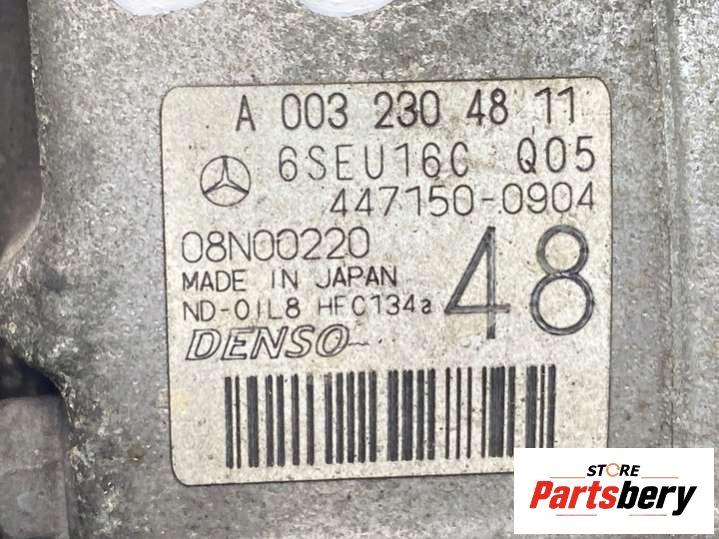 A 003 230 48 11
6SEU16C Q05
447150-0904
08N00220
48
MADE IN JAPAN
ND-OIL8 HFC134a
DENSO
STORE
Partsbery